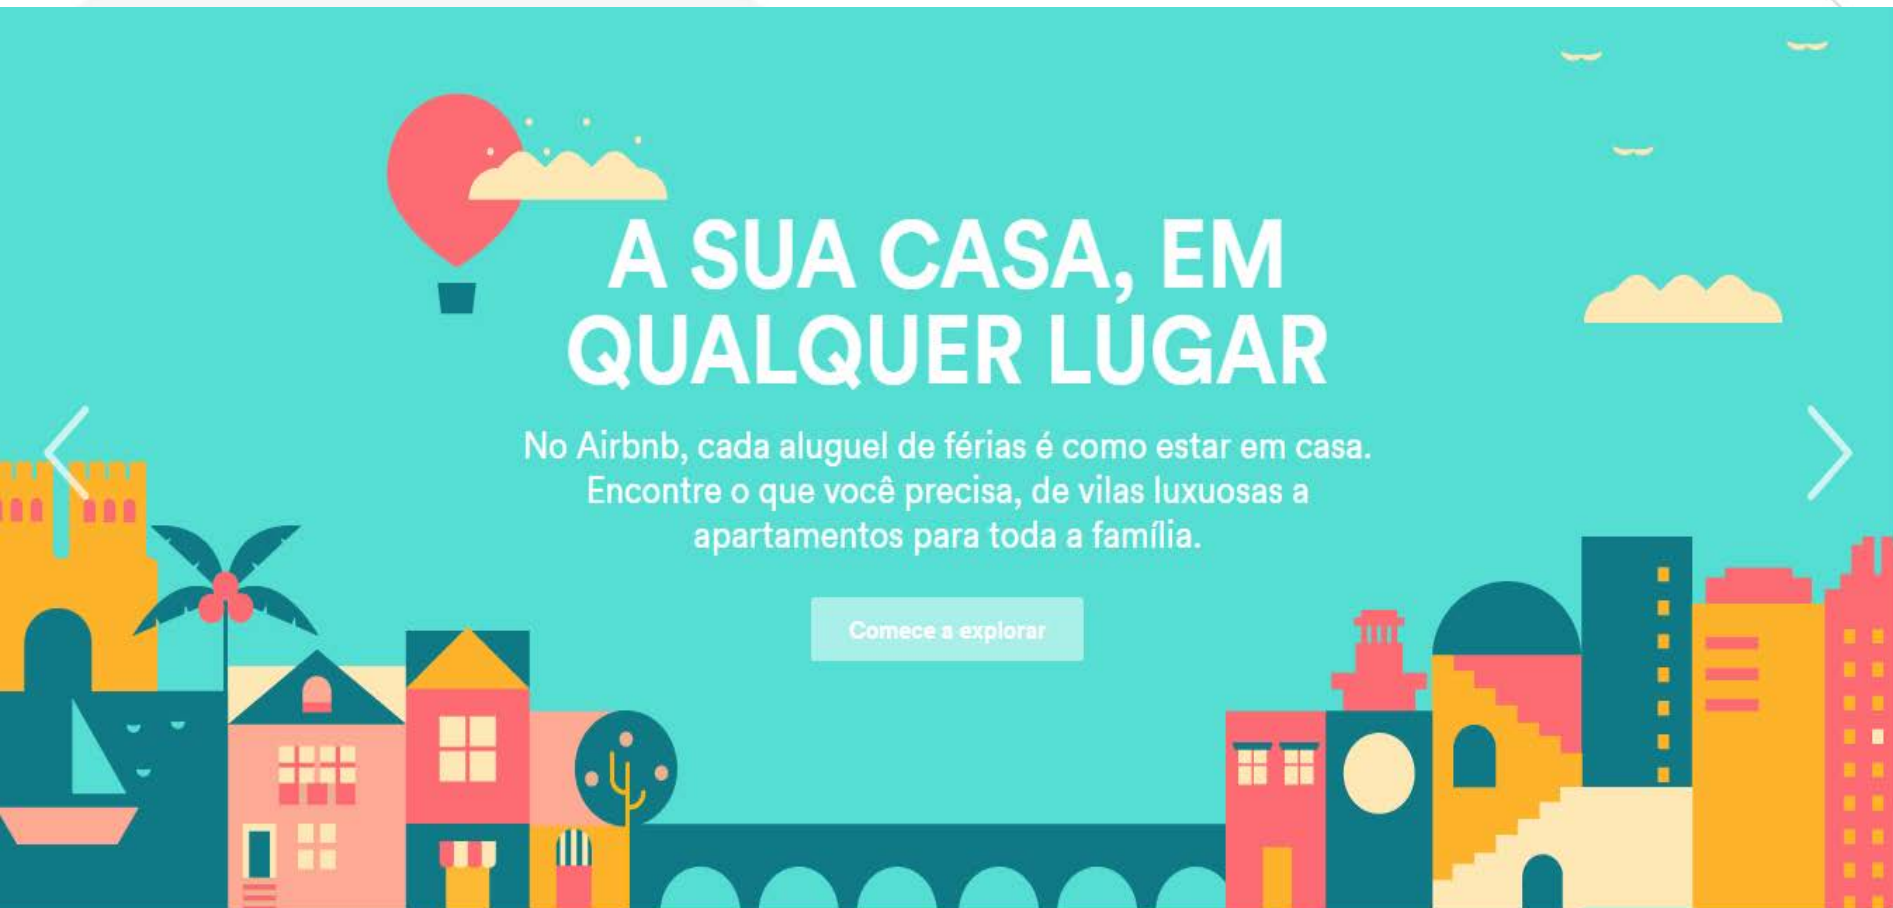 A SUA CASA, EM
QUALQUER LUGAR
No Airbnb, cada aluguel de férias é como estar em casa.
Encontre o que você precisa, de vilas luxuosas a
apartamentos para toda a família.
Comece a explorar